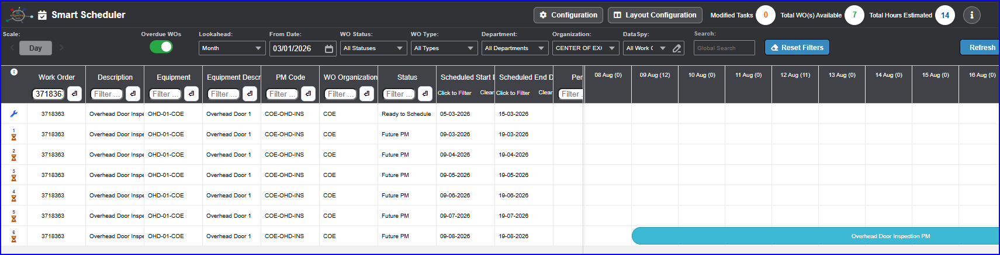 Smart Scheduler
Configuration
Layout Configuration
Modified Tasks 0
Total WO(s) Available 7
Total Hours Estimated 14
Scale:
Day
Overdue WOs
Lookahead:
Month
From Date:
03/01/2026
WO Status:
All Statuses
WO Type:
All Types
Department:
All Departments
Organization:
CENTER OF EX
DataSpy:
All Work
Search:
Global Search
Reset Filters
Refresh
Work Order Description Equipment Equipment Descr PM Code WO Organization Status Scheduled Start Scheduled End D Per 08 Aug (0) 09 Aug (12) 10 Aug (0) 11 Aug (0) 12 Aug (11) 13 Aug (0) 14 Aug (0) 15 Aug (0) 16 Aug (0)
371836 Filter ... Filter ... Filter ... Filter ... Filter ... Filter ... Click to Filter Clear Click to Filter Clear Filter
3718363 Overhead Door Inspe OHD-01-COE Overhead Door 1 COE-OHD-INS COE Ready to Schedule 05-03-2026 15-03-2026
1 3718363 Overhead Door Inspe OHD-01-COE Overhead Door 1 COE-OHD-INS COE Future PM 09-03-2026 19-03-2026
2 3718363 Overhead Door Inspe OHD-01-COE Overhead Door 1 COE-OHD-INS COE Future PM 09-04-2026 19-04-2026
3 3718363 Overhead Door Inspe OHD-01-COE Overhead Door 1 COE-OHD-INS COE Future PM 09-05-2026 19-05-2026
4 3718363 Overhead Door Inspe OHD-01-COE Overhead Door 1 COE-OHD-INS COE Future PM 09-06-2026 19-06-2026
5 3718363 Overhead Door Inspe OHD-01-COE Overhead Door 1 COE-OHD-INS COE Future PM 09-07-2026 19-07-2026
6 3718363 Overhead Door Inspe OHD-01-COE Overhead Door 1 COE-OHD-INS COE Future PM 09-08-2026 19-08-2026 Overhead Door Inspection PM